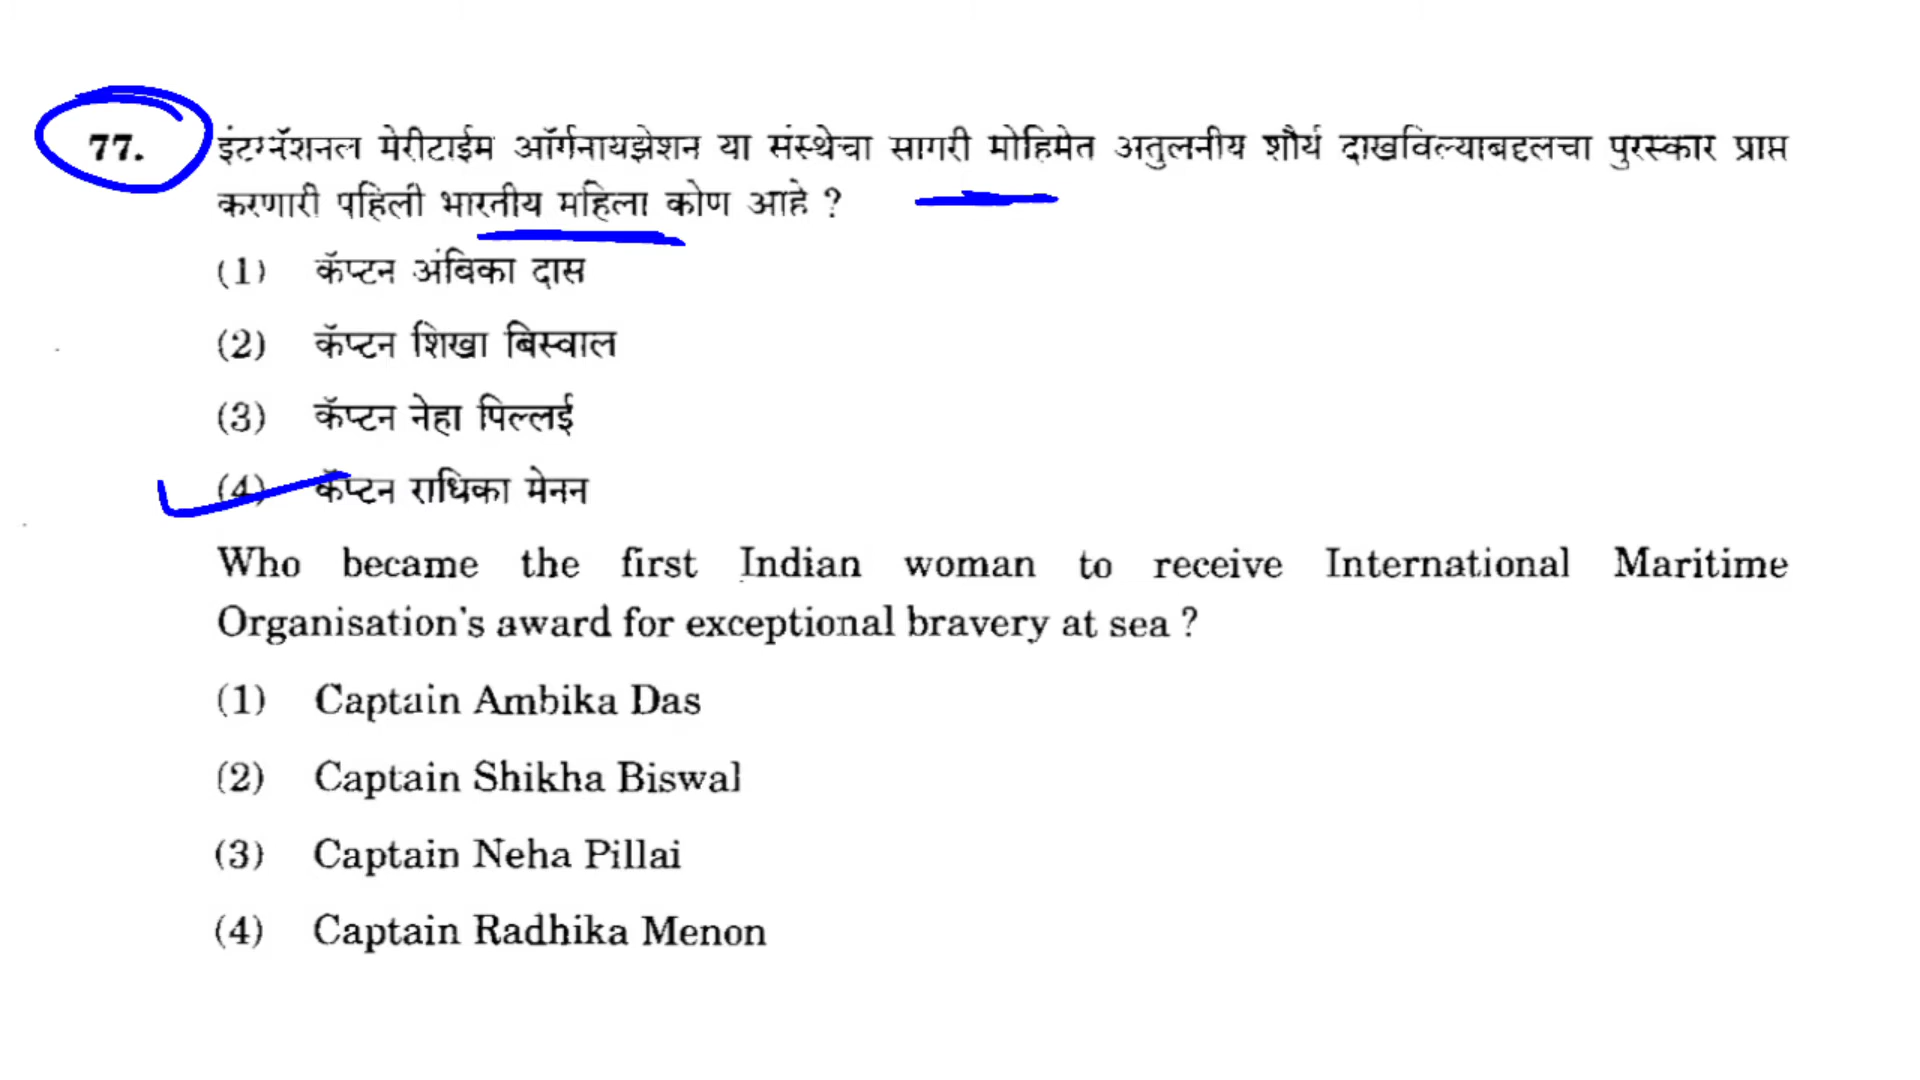 77. इंटरनॅशनल मेरीटाईम ऑर्गनायझेशन या संस्थेचा सागरी मोहिमेत अतुलनीय शौर्य दाखविल्याबद्दलचा पुरस्कार प्राप्त
करणारी पहिली भारतीय महिला कोण आहे ?
(1) कॅप्टन अंबिका दास
(2) कॅप्टन शिखा बिस्वाल
(3) कॅप्टन नेहा पिल्लई
(4) कॅप्टन राधिका मेनन
Who became the first Indian woman to receive International Maritime
Organisation's award for exceptional bravery at sea ?
(1) Captain Ambika Das
(2) Captain Shikha Biswal
(3) Captain Neha Pillai
(4) Captain Radhika Menon